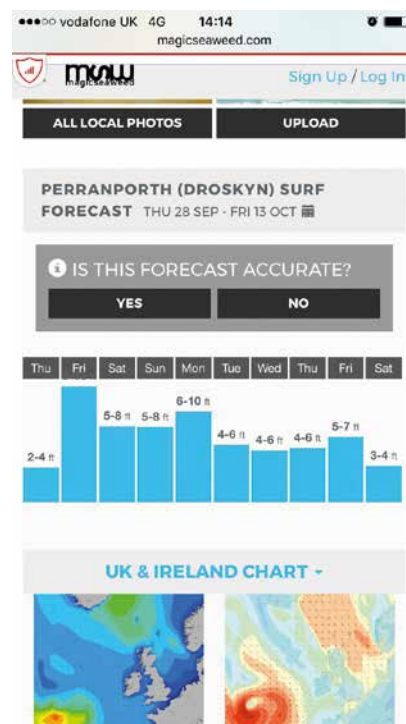 vodafone UK 4G 14:14
magicseaweed.com
msw
magicseaweed
Sign Up / Log In
ALL LOCAL PHOTOS UPLOAD
PERRANPORTH (DROSKYN) SURF
FORECAST THU 28 SEP - FRI 13 OCT
IS THIS FORECAST ACCURATE?
YES NO
Thu Fri Sat Sun Mon Tue Wed Thu Fri Sat
2-4 ft 5-8 ft 5-8 ft 6-10 ft 4-6 ft 4-6 ft 4-6 ft 5-7 ft 3-4 ft
UK & IRELAND CHART